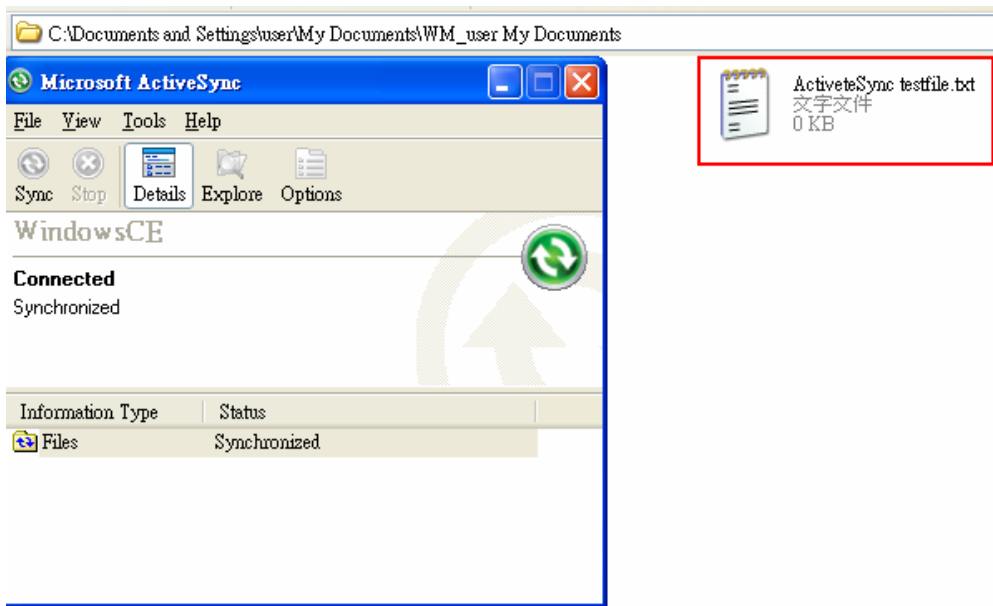 C:\Documents and Settings\user\My Documents\WM_user My Documents
Microsoft ActiveSync
File View Tools Help
Sync Stop Details Explore Options
WindowsCE
Connected
Synchronized
Information Type Status
Files Synchronized
ActiveteSync testfile.txt
文字文件
0 KB